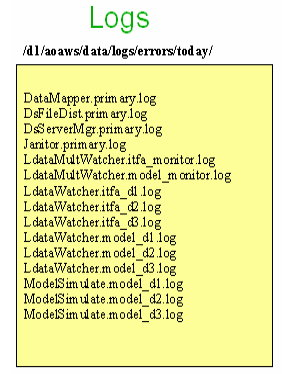 Logs
/d1/aoaws/data/logs/errors/today/
DataMapper.primary.log
DsFileDist.primary.log
DsServerMgr.primary.log
Janitor.primary.log
LdataMultWatcher.itfa_monitor.log
LdataMultWatcher.model_monitor.log
LdataWatcher.itfa_d1.log
LdataWatcher.itfa_d2.log
LdataWatcher.itfa_d3.log
LdataWatcher.model_d1.log
LdataWatcher.model_d2.log
LdataWatcher.model_d3.log
ModelSimulate.model_d1.log
ModelSimulate.model_d2.log
ModelSimulate.model_d3.log